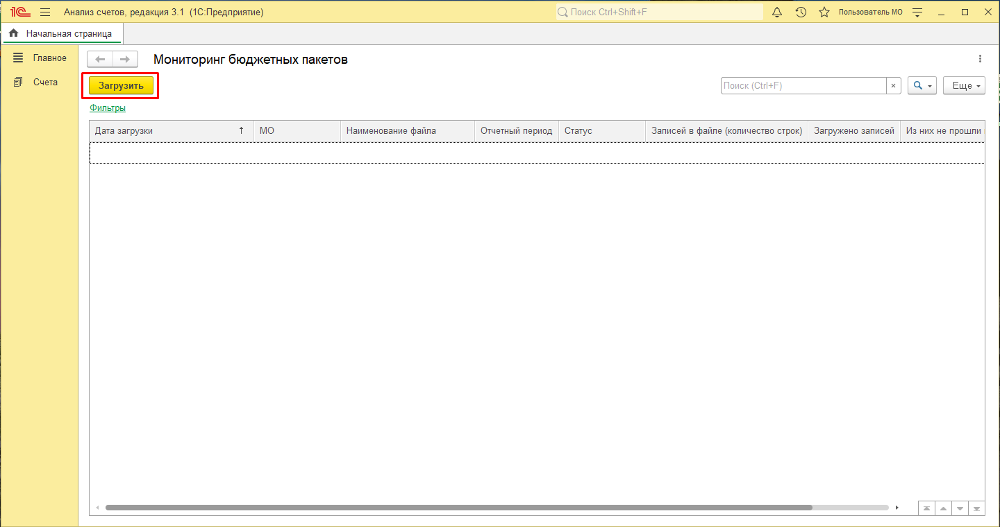 1С Анализ счетов, редакция 3.1 (1С:Предприятие) Поиск Ctrl+Shift+F Пользователь МО
Начальная страница
Главное
Счета
Мониторинг бюджетных пакетов
Загрузить Поиск (Ctrl+F) × Еще
Фильтры
Дата загрузки ↑ МО Наименование файла Отчетный период Статус Записей в файле (количество строк) Загружено записей Из них не прошли